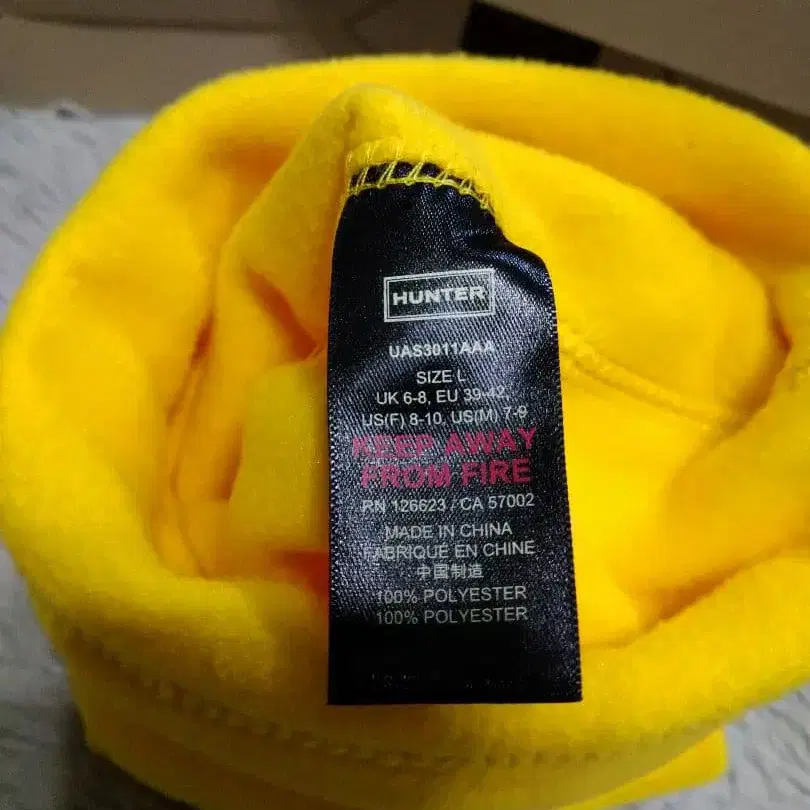 HUNTER
UAS3011AAA
SIZE L
UK 6-8, EU 39-42,
US(F) 8-10, US(M) 7-9
KEEP AWAY
FROM FIRE
RN 126623 / CA 57002
MADE IN CHINA
FABRIQUE EN CHINE
中国制造
100% POLYESTER
100% POLYESTER